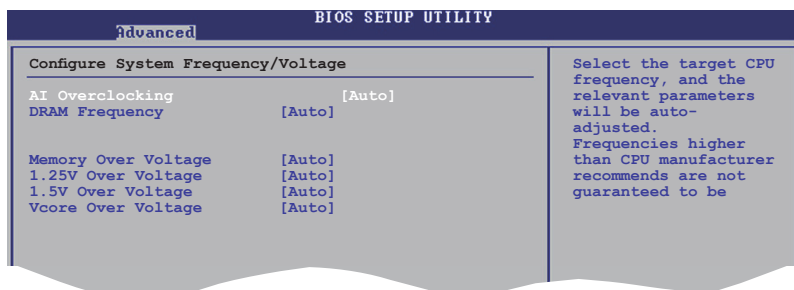 BIOS SETUP UTILITY
Advanced
Configure System Frequency/Voltage
AI Overclocking [Auto]
DRAM Frequency [Auto]
Memory Over Voltage [Auto]
1.25V Over Voltage [Auto]
1.5V Over Voltage [Auto]
Vcore Over Voltage [Auto]
Select the target CPU
frequency, and the
relevant parameters
will be auto-
adjusted.
Frequencies higher
than CPU manufacturer
recommends are not
guaranteed to be